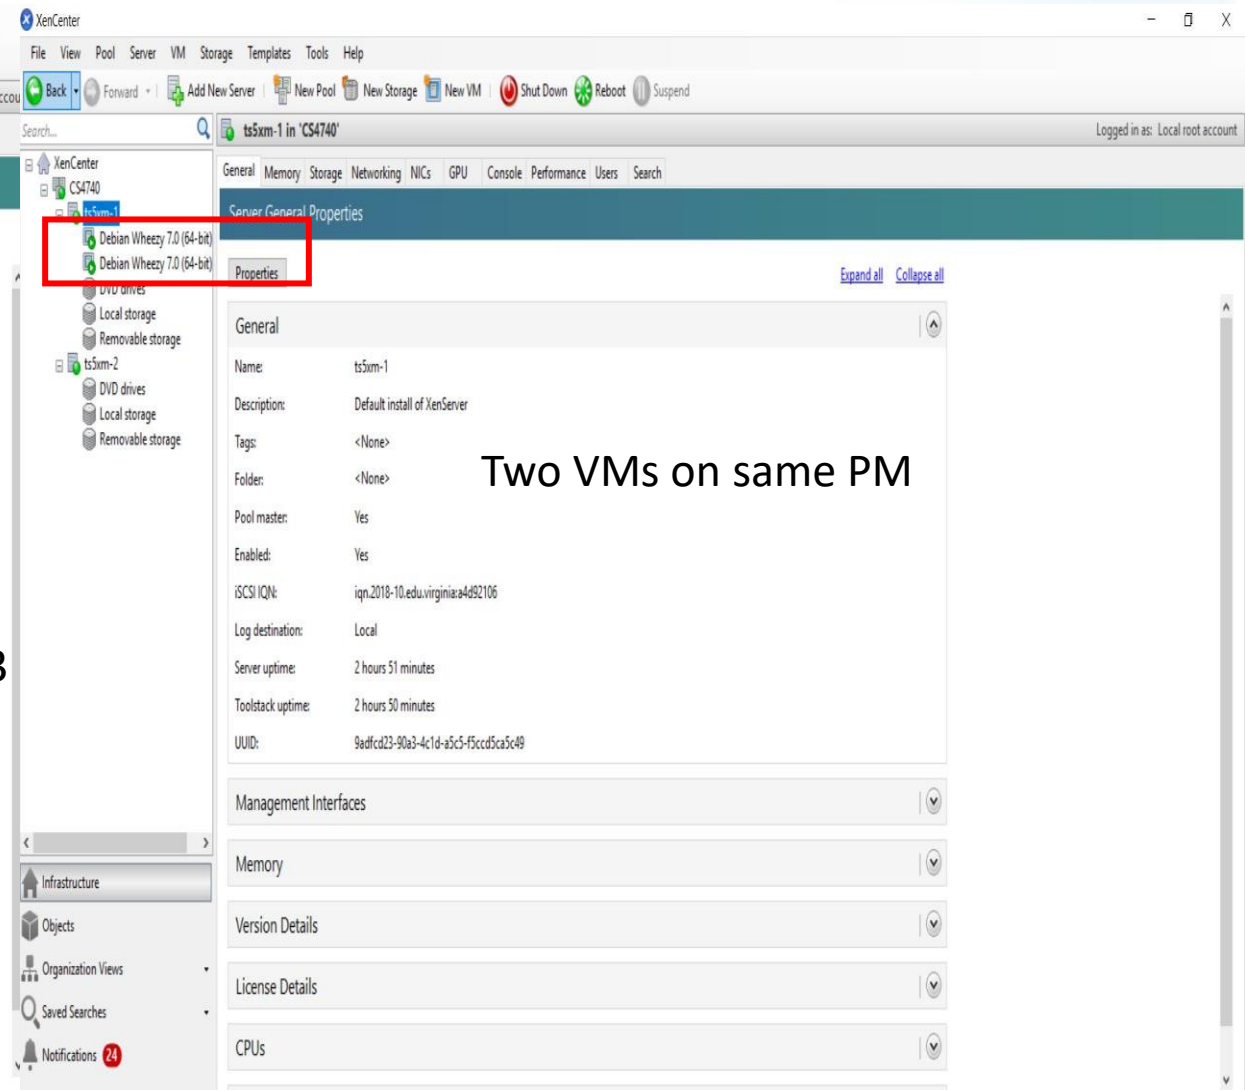 XenCenter
File View Pool Server VM Storage Templates Tools Help
Back Forward Add New Server New Pool New Storage New VM Shut Down Reboot Suspend
Search...
ts5xm-1 in 'CS4740'
Logged in as: Local root account
XenCenter
CS4740
ts5xm-1
Debian Wheezy 7.0 (64-bit)
Debian Wheezy 7.0 (64-bit)
DVD drives
Local storage
Removable storage
ts5xm-2
DVD drives
Local storage
Removable storage
General Memory Storage Networking NICs GPU Console Performance Users Search
Server General Properties
Properties
Expand all Collapse all
General
Name: ts5xm-1
Description: Default install of XenServer
Tags: <None>
Folder: <None>
Two VMs on same PM
Pool master: Yes
Enabled: Yes
iSCSI IQN: iqn.2018-10.edu.virginia:a4d92106
Log destination: Local
Server uptime: 2 hours 51 minutes
Toolstack uptime: 2 hours 50 minutes
UUID: 9adfcd23-90a3-4c1d-a5c5-f5ccd5ca5c49
Management Interfaces
Memory
Version Details
License Details
CPUs
Infrastructure
Objects
Organization Views
Saved Searches
Notifications 24